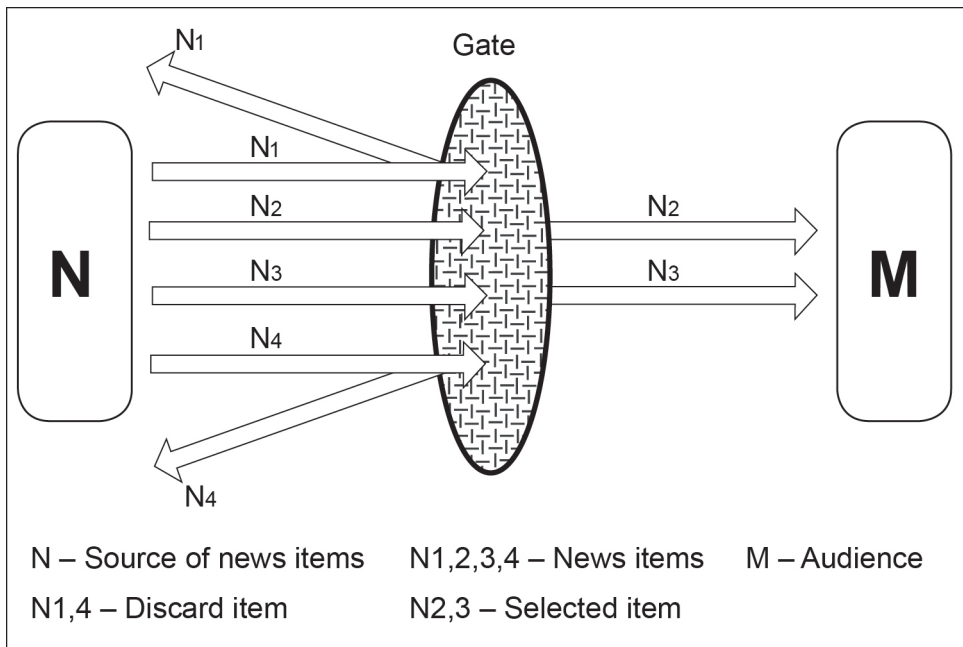 N1
Gate
N1
N2
N2
N3
N3
N4
N4
N
M
N – Source of news items
N1,2,3,4 – News items
M – Audience
N1,4 – Discard item
N2,3 – Selected item